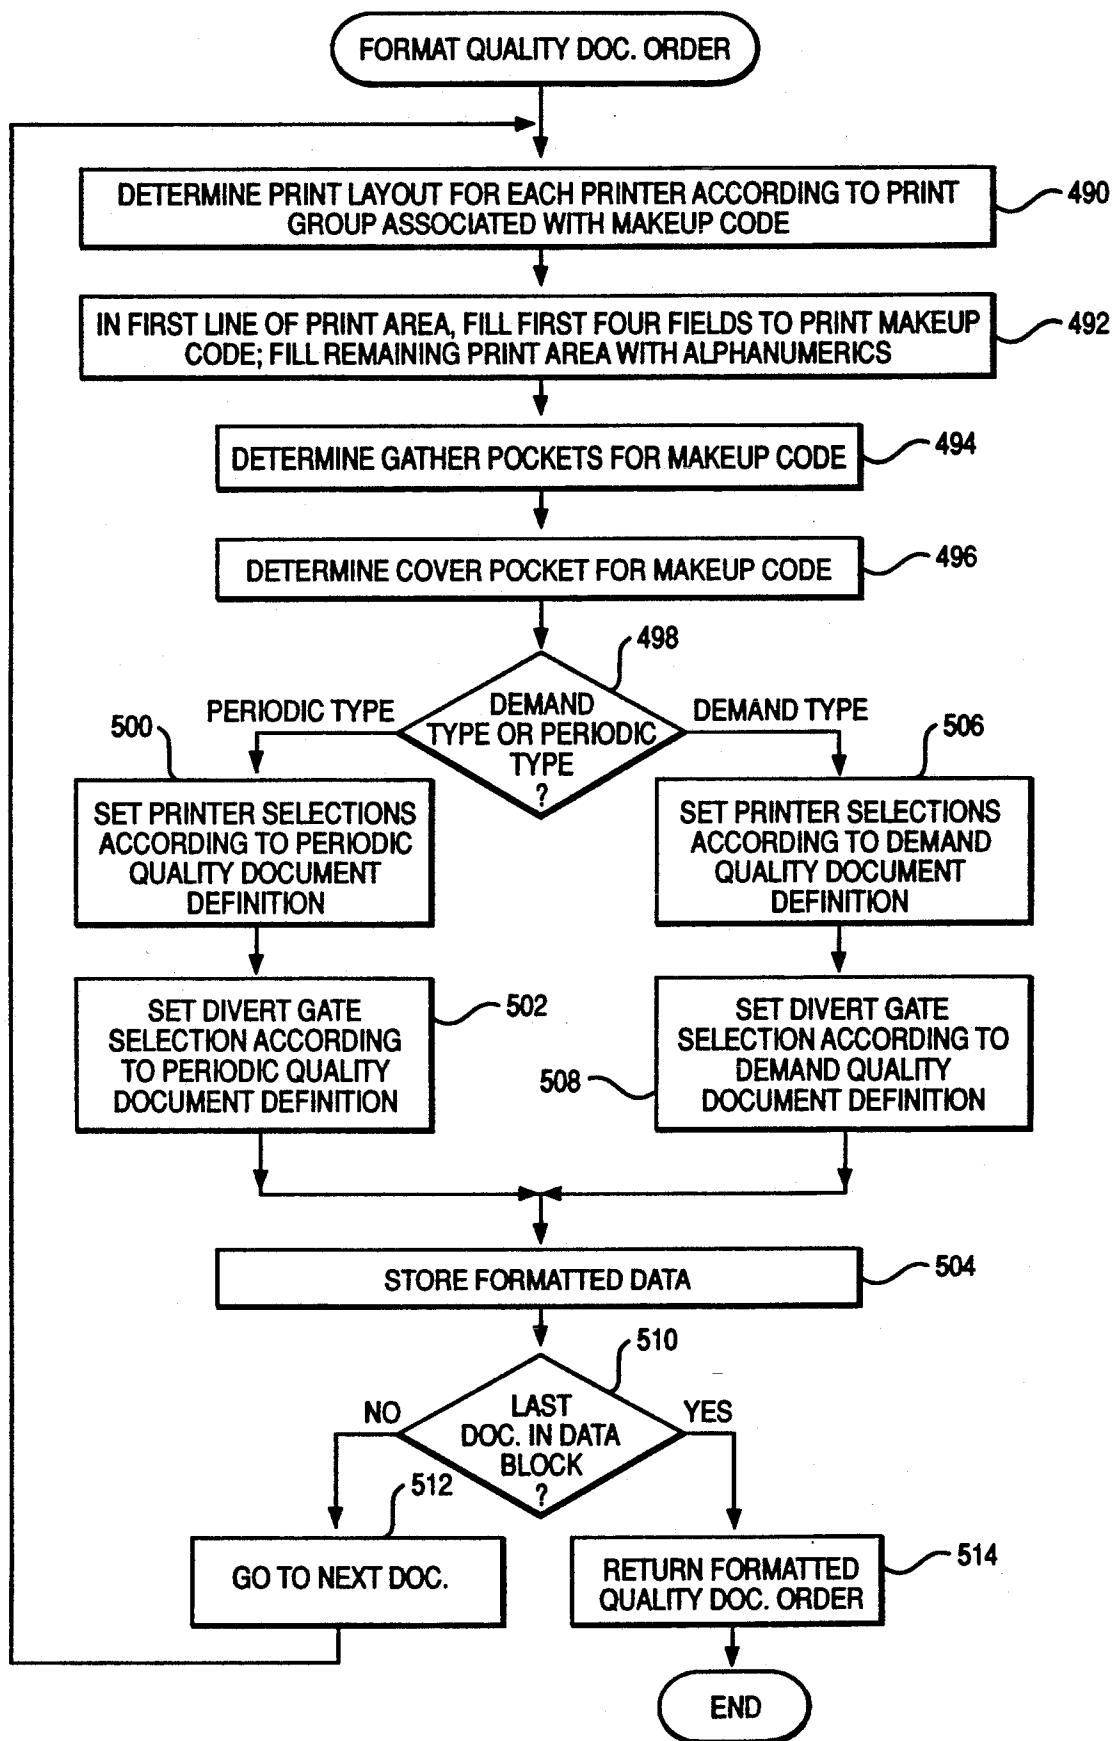 FORMAT QUALITY DOC. ORDER
DETERMINE PRINT LAYOUT FOR EACH PRINTER ACCORDING TO PRINT
GROUP ASSOCIATED WITH MAKEUP CODE
490
IN FIRST LINE OF PRINT AREA, FILL FIRST FOUR FIELDS TO PRINT MAKEUP
CODE; FILL REMAINING PRINT AREA WITH ALPHANUMERICS
492
DETERMINE GATHER POCKETS FOR MAKEUP CODE
494
DETERMINE COVER POCKET FOR MAKEUP CODE
496
498
DEMAND
TYPE OR PERIODIC
TYPE
?
PERIODIC TYPE
DEMAND TYPE
500
SET PRINTER SELECTIONS
ACCORDING TO PERIODIC
QUALITY DOCUMENT
DEFINITION
506
SET PRINTER SELECTIONS
ACCORDING TO DEMAND
QUALITY DOCUMENT
DEFINITION
SET DIVERT GATE
SELECTION ACCORDING
TO PERIODIC QUALITY
DOCUMENT DEFINITION
502
SET DIVERT GATE
SELECTION ACCORDING TO
DEMAND QUALITY
DOCUMENT DEFINITION
508
STORE FORMATTED DATA
504
510
LAST
DOC. IN DATA
BLOCK
?
NO
YES
512
GO TO NEXT DOC.
RETURN FORMATTED
QUALITY DOC. ORDER
514
END